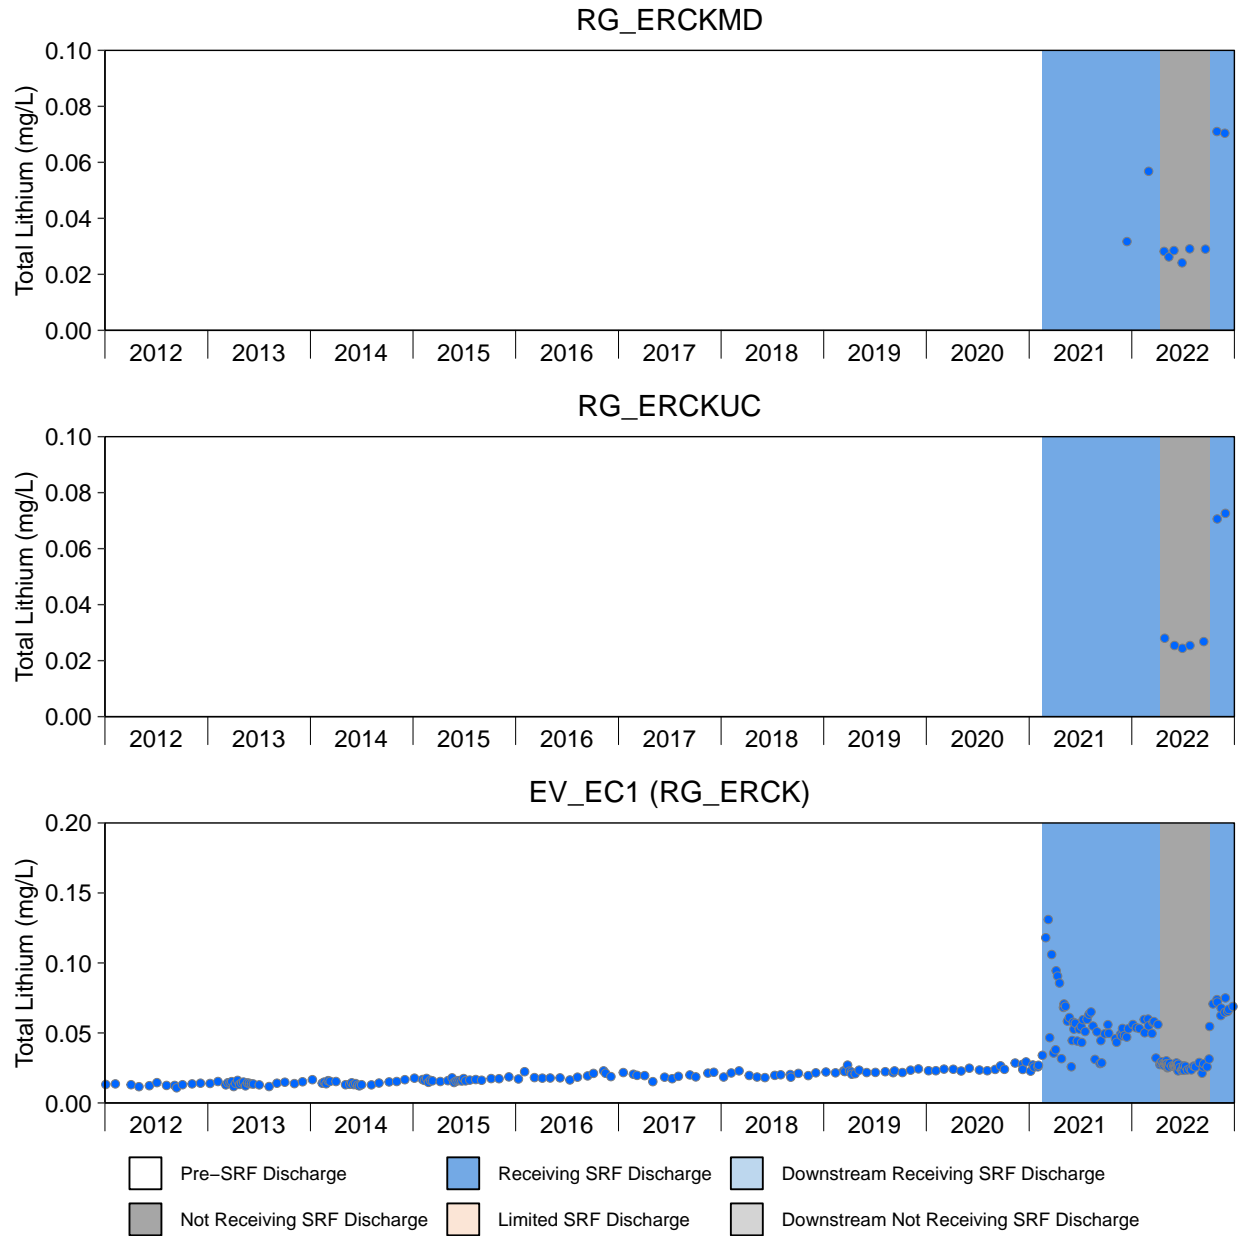 RG_ERCKMD
Total Lithium (mg/L)
0.10
0.08
0.06
0.04
0.02
0.00
2012 2013 2014 2015 2016 2017 2018 2019 2020 2021 2022
RG_ERCKUC
Total Lithium (mg/L)
0.10
0.08
0.06
0.04
0.02
0.00
2012 2013 2014 2015 2016 2017 2018 2019 2020 2021 2022
EV_EC1 (RG_ERCK)
Total Lithium (mg/L)
0.20
0.15
0.10
0.05
0.00
2012 2013 2014 2015 2016 2017 2018 2019 2020 2021 2022
Pre−SRF Discharge Receiving SRF Discharge Downstream Receiving SRF Discharge
Not Receiving SRF Discharge Limited SRF Discharge Downstream Not Receiving SRF Discharge